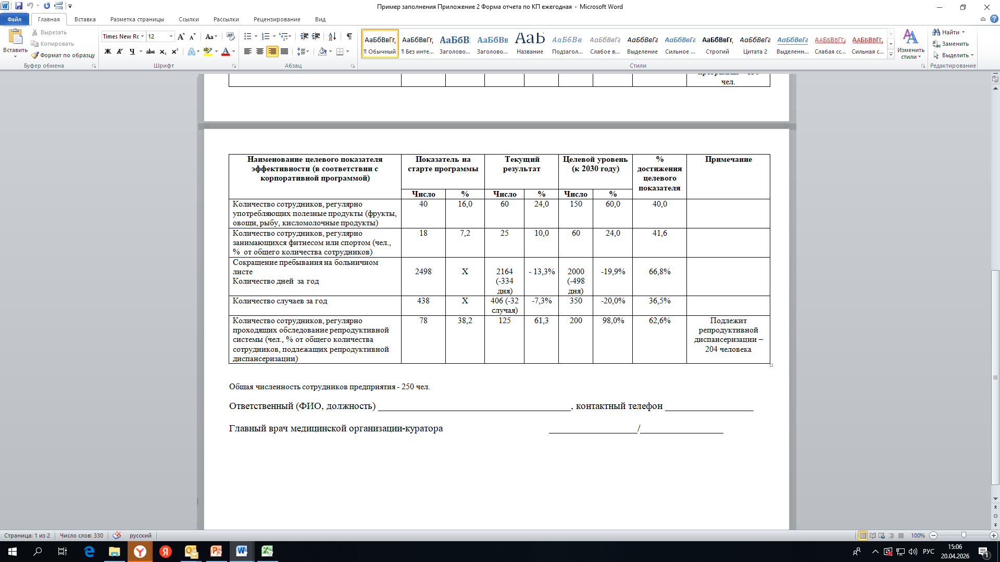 Пример заполнения Приложение 2 Форма отчета по КП ежегодная - Microsoft Word
Файл Главная Вставка Разметка страницы Ссылки Рассылки Рецензирование Вид
Вставить
Вырезать
Копировать
Формат по образцу
Буфер обмена
Times New Rc 12
Шрифт
Абзац
АаБбВвГг, АаБбВвГг, АаБбВ: АаБбВв АаБ АаБбВв АаБбВвГг АаБбВвГг АаБбВвГг АаБбВвГг, АаБбВвГг АаБбВвГг ААББВВГГ, ААББВВГГ,
¶ Обычный ¶ Без инте... Заголово... Заголово... Название Подзагол... Слабое в... Выделение Сильное ... Строгий Цитата 2 Выделенн... Слабая сс... Сильная с...
Стили
Изменить стили
Найти
Заменить
Выделить
Редактирование
чел.
Наименование целевого показателя
эффективности (в соответствии с
корпоративной программой)
Показатель на
старте программы
Текущий
результат
Целевой уровень
(к 2030 году)
%
достижения
целевого
показателя
Примечание
Число % Число % Число %
Количество сотрудников, регулярно
употребляющих полезные продукты (фрукты,
овощи, рыбу, кисломолочные продукты)
40 16,0 60 24,0 150 60,0 40,0
Количество сотрудников, регулярно
занимающихся фитнесом или спортом (чел.,
% от общего количества сотрудников)
18 7,2 25 10,0 60 24,0 41,6
Сокращение пребывания на больничном
листе
Количество дней за год
2498 Х 2164 (-334 дня) - 13,3% 2000 (-498 дня) -19,9% 66,8%
Количество случаев за год
438 Х 406 (-32 случая) -7,3% 350 -20,0% 36,5%
Количество сотрудников, регулярно
проходящих обследование репродуктивной
системы (чел., % от общего количества
сотрудников, подлежащих репродуктивной
диспансеризации)
78 38,2 125 61,3 200 98,0% 62,6%
Подлежит
репродуктивной
диспансеризации –
204 человека
Общая численность сотрудников предприятия - 250 чел.
Ответственный (ФИО, должность) _____________________________________, контактный телефон _________________
Главный врач медицинской организации-куратора _________________/________________
Страница: 1 из 2 Число слов: 330 русский 100%
РУС
15:06
20.04.2026